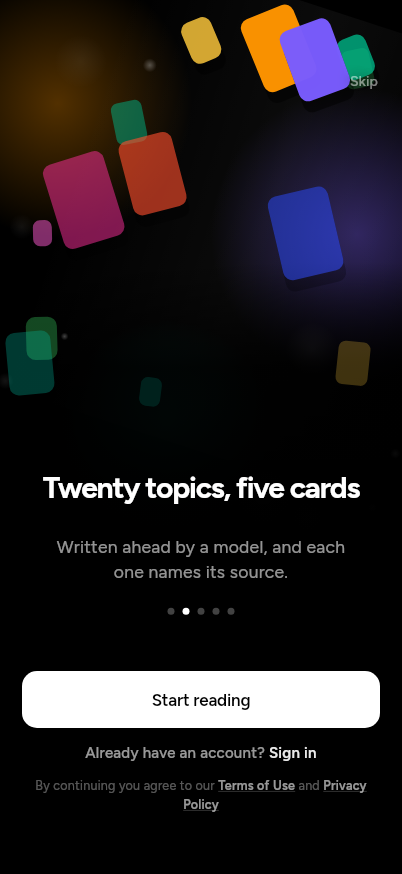 Skip
Twenty topics, five cards
Written ahead by a model, and each
one names its source.
Start reading
Already have an account? Sign in
By continuing you agree to our Terms of Use and Privacy
Policy